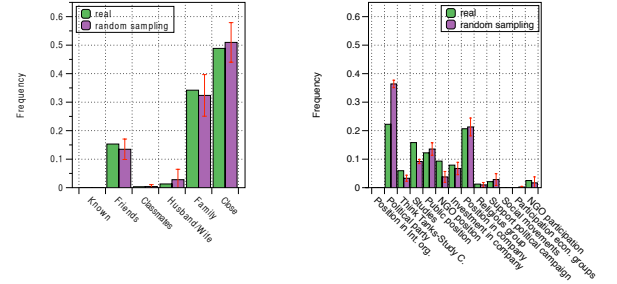 real
random sampling
Frequency
0.6
0.5
0.4
0.3
0.2
0.1
0
Known
Friends
Classmates
Husband/Wife
Family
Close
real
random sampling
Frequency
0.6
0.5
0.4
0.3
0.2
0.1
0
Position in Int. org.
Political party
Think Tanks-Study C.
Studies
Public position
NGO position
Investment in company
Position in company
Religious group
Support political campaign
Social movements
Participation econ. groups
NGO participation